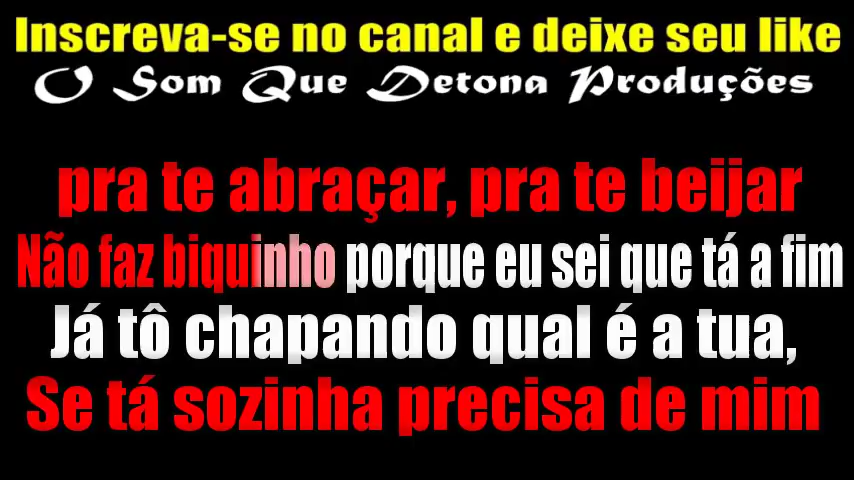 Inscreva-se no canal e deixe seu like
O Som Que Detona Produções
pra te abraçar, pra te beijar
Não faz biquinho porque eu sei que tá a fim
Já tô chapando qual é a tua,
Se tá sozinha precisa de mim